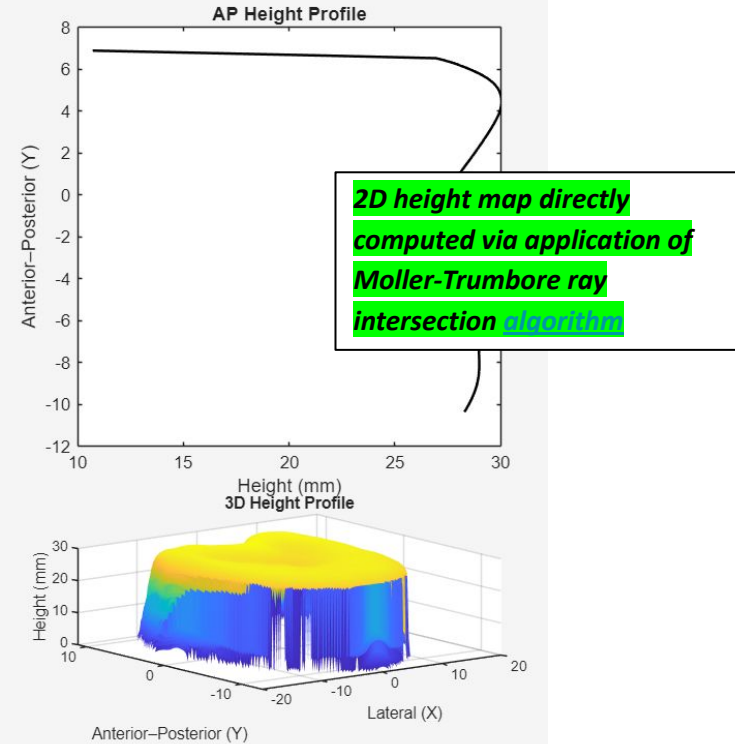 AP Height Profile
8
6
4
2
0
-2
-4
-6
-8
-10
-12
Anterior–Posterior (Y)
10
15
20
25
30
Height (mm)
2D height map directly
computed via application of
Moller-Trumbore ray
intersection algorithm
3D Height Profile
30
20
10
0
Height (mm)
10
0
-10
Anterior–Posterior (Y)
-20
-10
0
10
20
Lateral (X)